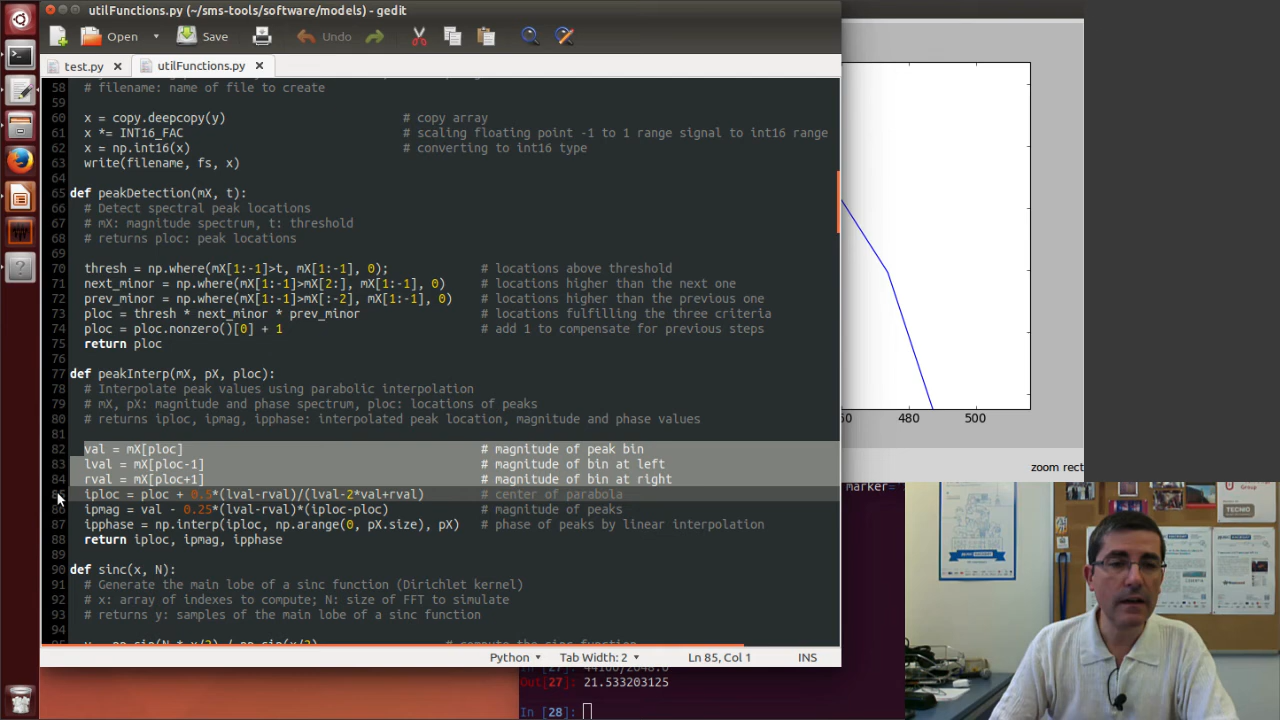 utilFunctions.py (~/sms-tools/software/models) - gedit
Open
Save
Undo
test.py
utilFunctions.py
58 # filename: name of file to create
59
60 x = copy.deepcopy(y) # copy array
61 x *= INT16_FAC # scaling floating point -1 to 1 range signal to int16 range
62 x = np.int16(x) # converting to int16 type
63 write(filename, fs, x)
64
65 def peakDetection(mX, t):
66 # Detect spectral peak locations
67 # mX: magnitude spectrum, t: threshold
68 # returns ploc: peak locations
69
70 thresh = np.where(mX[1:-1]>t, mX[1:-1], 0); # locations above threshold
71 next_minor = np.where(mX[1:-1]>mX[2:], mX[1:-1], 0) # locations higher than the next one
72 prev_minor = np.where(mX[1:-1]>mX[:-2], mX[1:-1], 0) # locations higher than the previous one
73 ploc = thresh * next_minor * prev_minor # locations fulfilling the three criteria
74 ploc = ploc.nonzero()[0] + 1 # add 1 to compensate for previous steps
75 return ploc
76
77 def peakInterp(mX, pX, ploc):
78 # Interpolate peak values using parabolic interpolation
79 # mX, pX: magnitude and phase spectrum, ploc: locations of peaks
80 # returns iploc, ipmag, ipphase: interpolated peak location, magnitude and phase values
81
82 val = mX[ploc] # magnitude of peak bin
83 lval = mX[ploc-1] # magnitude of bin at left
84 rval = mX[ploc+1] # magnitude of bin at right
iploc = ploc + 0.5*(lval-rval)/(lval-2*val+rval) # center of parabola
86 ipmag = val - 0.25*(lval-rval)*(iploc-ploc) # magnitude of peaks
87 ipphase = np.interp(iploc, np.arange(0, pX.size), pX) # phase of peaks by linear interpolation
88 return iploc, ipmag, ipphase
89
90 def sinc(x, N):
91 # Generate the main lobe of a sinc function (Dirichlet kernel)
92 # x: array of indexes to compute; N: size of FFT to simulate
93 # returns y: samples of the main lobe of a sinc function
94
Python
Tab Width: 2
Ln 85, Col 1
INS
480
500
zoom rect
marker=
44100/2048.0
Out[27]: 21.533203125
In [28]: